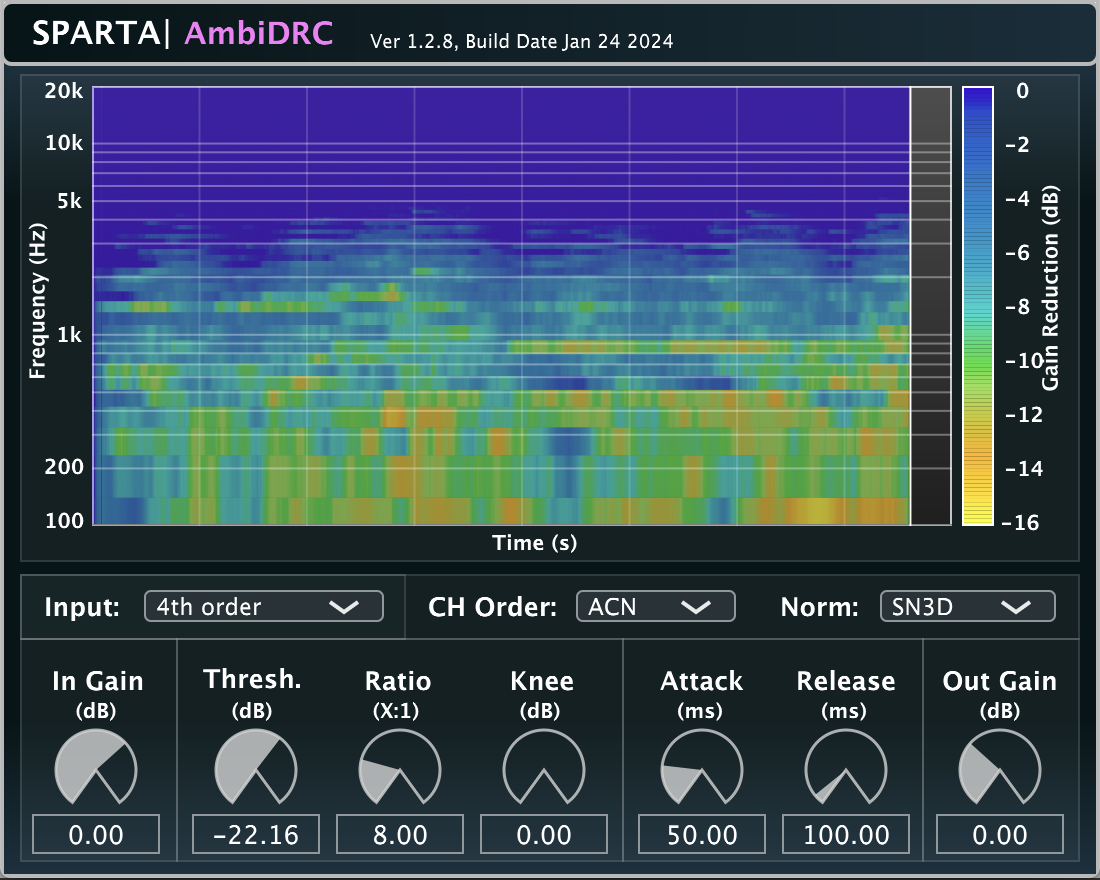 SPARTA| AmbiDRC Ver 1.2.8, Build Date Jan 24 2024
20k
10k
5k
1k
200
100
Frequency (Hz)
Time (s)
0
-2
-4
-6
-8
-10
-12
-14
-16
Gain Reduction (dB)
Input: 4th order CH Order: ACN Norm: SN3D
In Gain Thresh. Ratio Knee Attack Release Out Gain
(dB) (dB) (X:1) (dB) (ms) (ms) (dB)
0.00 -22.16 8.00 0.00 50.00 100.00 0.00